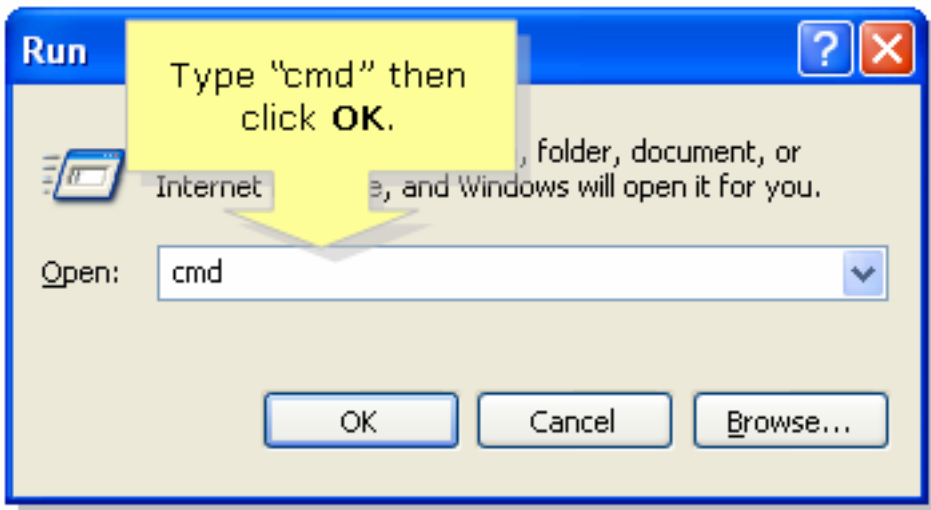 Run
Type “cmd” then
click OK.
, folder, document, or
Internet e, and Windows will open it for you.
Open: cmd
OK Cancel Browse...